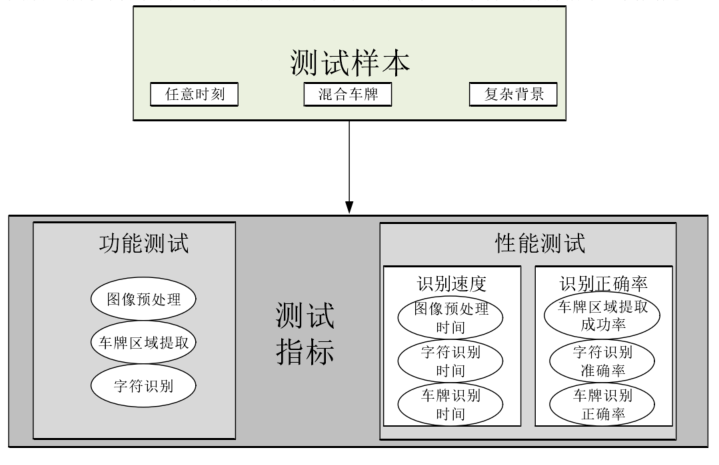 测试样本
任意时刻
混合车牌
复杂背景
功能测试
图像预处理
车牌区域提取
字符识别
测试
指标
性能测试
识别速度
图像预处理
时间
字符识别
时间
车牌识别
时间
识别正确率
车牌区域提取
成功率
字符识别
准确率
车牌识别
正确率